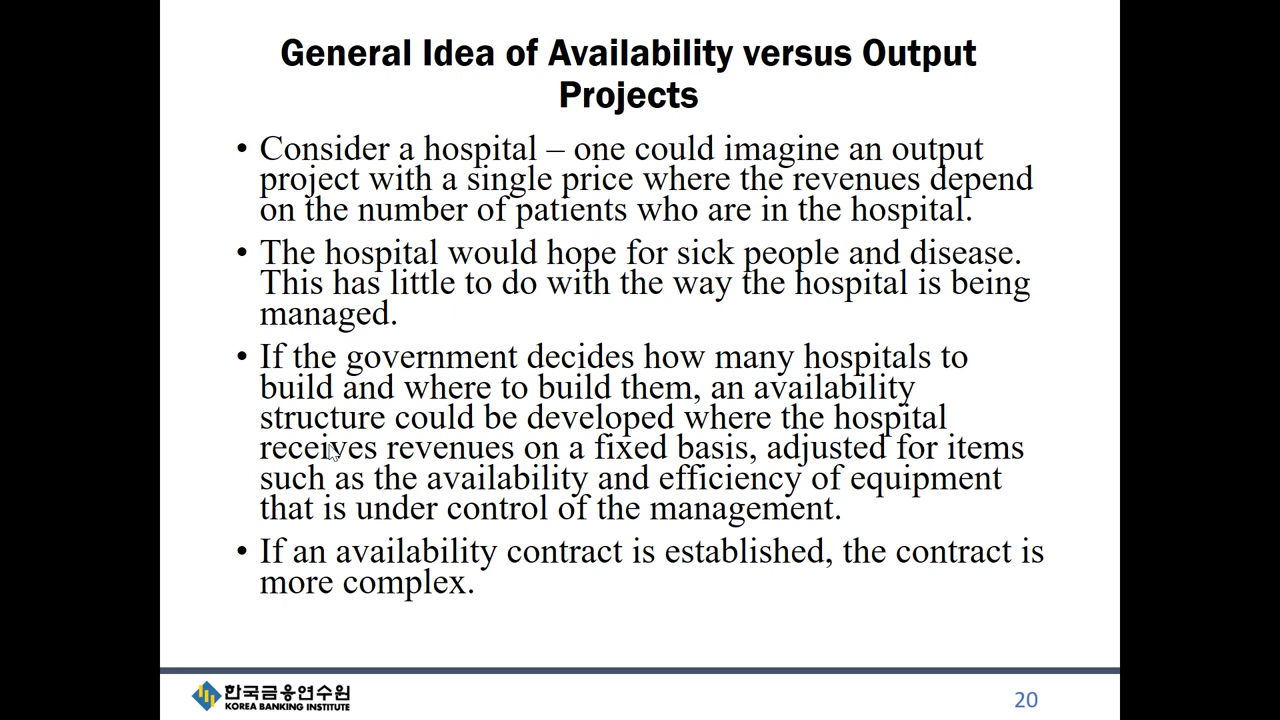 General Idea of Availability versus Output
Projects
• Consider a hospital – one could imagine an output
project with a single price where the revenues depend
on the number of patients who are in the hospital.
• The hospital would hope for sick people and disease.
This has little to do with the way the hospital is being
managed.
• If the government decides how many hospitals to
build and where to build them, an availability
structure could be developed where the hospital
receives revenues on a fixed basis, adjusted for items
such as the availability and efficiency of equipment
that is under control of the management.
• If an availability contract is established, the contract is
more complex.
한국금융연수원
KOREA BANKING INSTITUTE
20